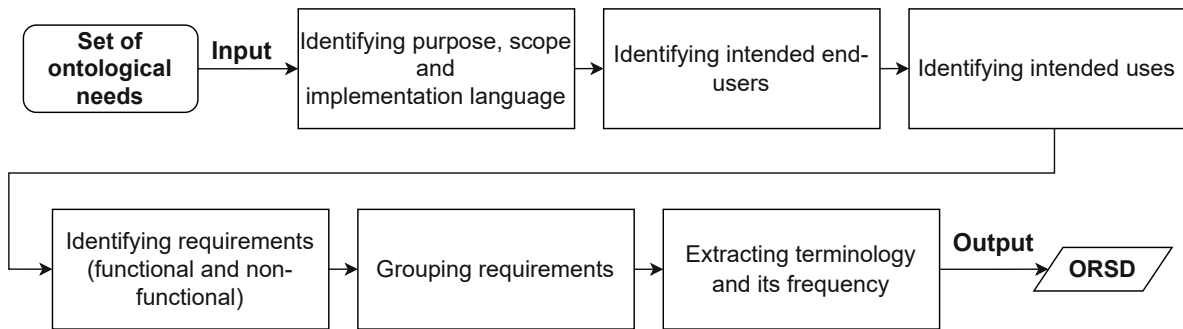 Set of
ontological
needs
Input
Identifying purpose, scope
and
implementation language
Identifying intended end-
users
Identifying intended uses
Identifying requirements
(functional and non-
functional)
Grouping requirements
Extracting terminology
and its frequency
Output
ORSD